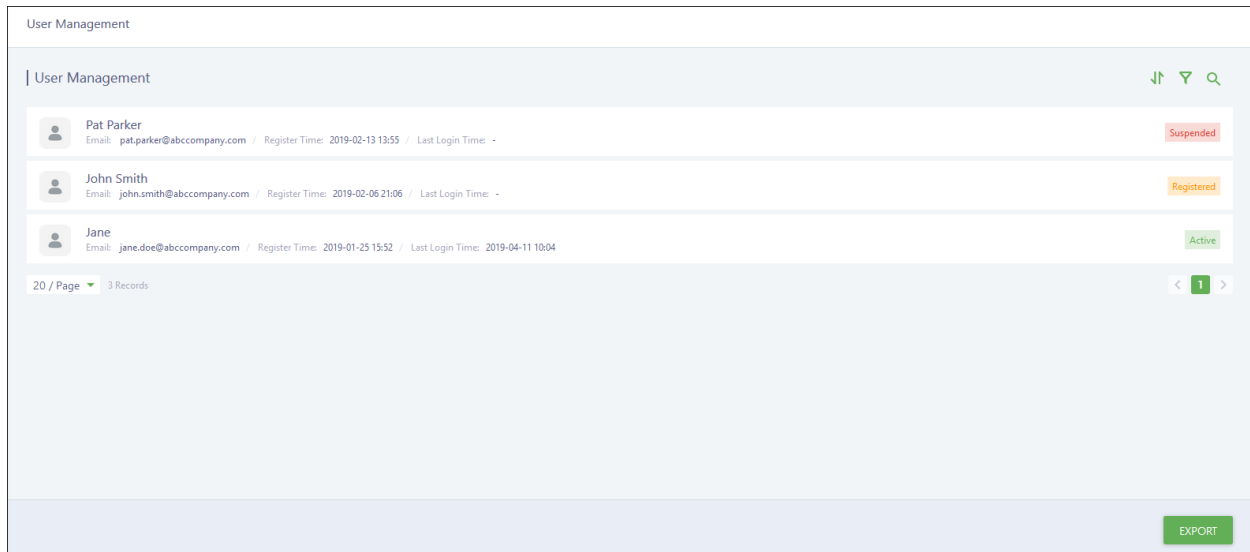 User Management
User Management
Pat Parker
Email: pat.parker@abccompany.com / Register Time: 2019-02-13 13:55 / Last Login Time: -
Suspended
John Smith
Email: john.smith@abccompany.com / Register Time: 2019-02-06 21:06 / Last Login Time: -
Registered
Jane
Email: jane.doe@abccompany.com / Register Time: 2019-01-25 15:52 / Last Login Time: 2019-04-11 10:04
Active
20 / Page 3 Records
< 1 >
EXPORT